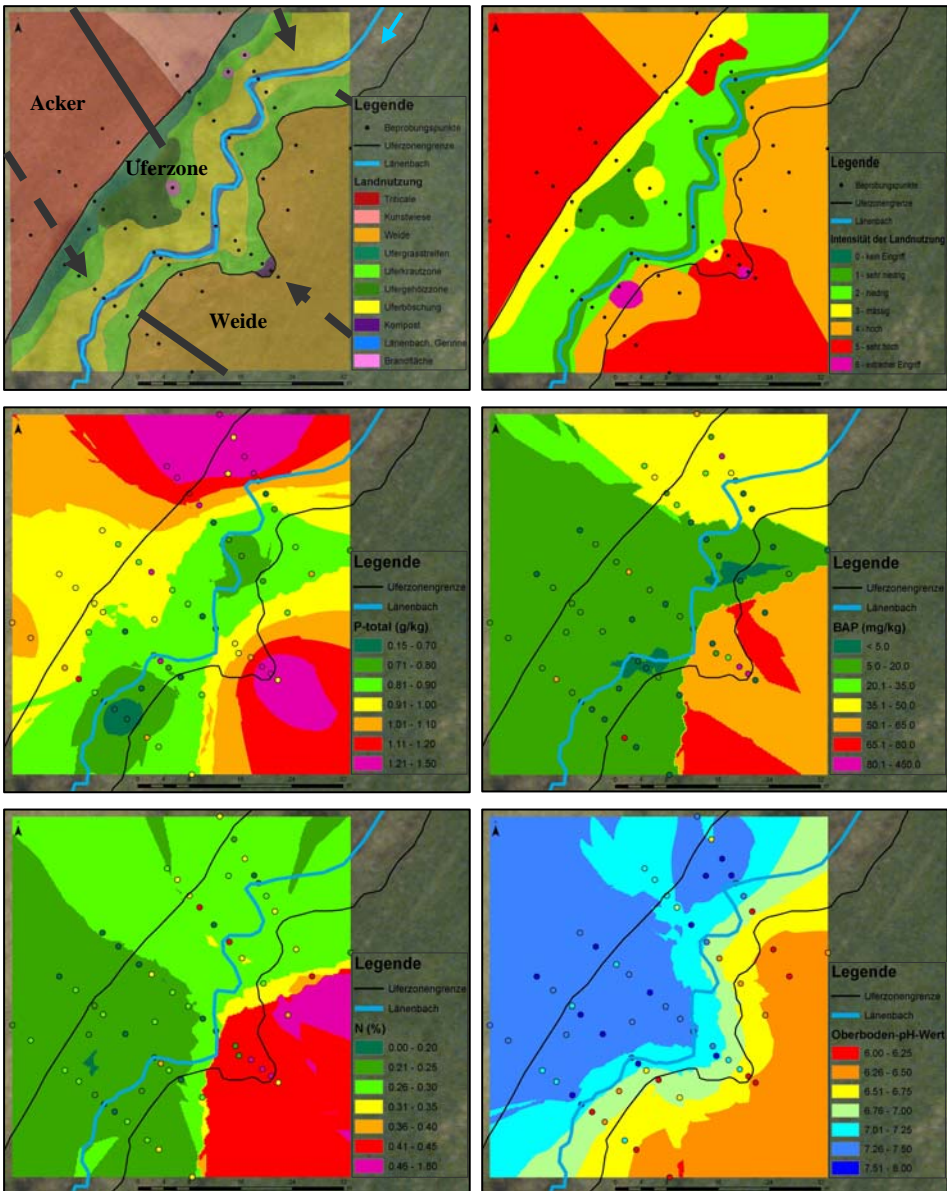 Acker
Uferzone
Weide
Legende
Beprobungspunkte
Uferzonengrenze
Länenbach
Landnutzung
Triticale
Kunstwiese
Weide
Ufergrasstreifen
Uferkrautzone
Ufergehölzzone
Uferböschung
Kompost
Länenbach, Gerinne
Brandfläche
Legende
Beprobungspunkte
Uferzonengrenze
Länenbach
Intensität der Landnutzung
0 - kein Eingriff
1 - sehr niedrig
2 - niedrig
3 - mässig
4 - hoch
5 - sehr hoch
6 - extremer Eingriff
Legende
Uferzonengrenze
Länenbach
P-total (g/kg)
0.15 - 0.70
0.71 - 0.80
0.81 - 0.90
0.91 - 1.00
1.01 - 1.10
1.11 - 1.20
1.21 - 1.50
Legende
Uferzonengrenze
Länenbach
BAP (mg/kg)
< 5.0
5.0 - 20.0
20.1 - 35.0
35.1 - 50.0
50.1 - 65.0
65.1 - 80.0
80.1 - 450.0
Legende
Uferzonengrenze
Länenbach
N (%)
0.00 - 0.20
0.21 - 0.25
0.26 - 0.30
0.31 - 0.35
0.36 - 0.40
0.41 - 0.45
0.46 - 1.80
Legende
Uferzonengrenze
Länenbach
Oberboden-pH-Wert
6.00 - 6.25
6.26 - 6.50
6.51 - 6.75
6.76 - 7.00
7.01 - 7.25
7.26 - 7.50
7.51 - 8.00